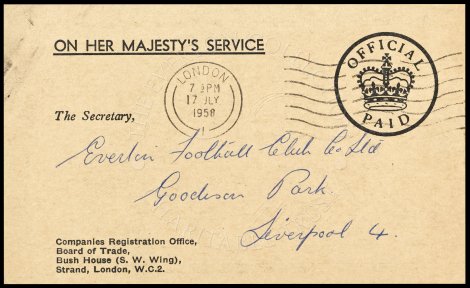 ON HER MAJESTY'S SERVICE
OFFICIAL
PAID
LONDON
7 PM
17 JLY
1958
1
The Secretary,
Everton Football Club Co. Ltd
Goodison Park.
Liverpool 4.
Companies Registration Office,
Board of Trade,
Bush House (S. W. Wing),
Strand, London, W.C.2.